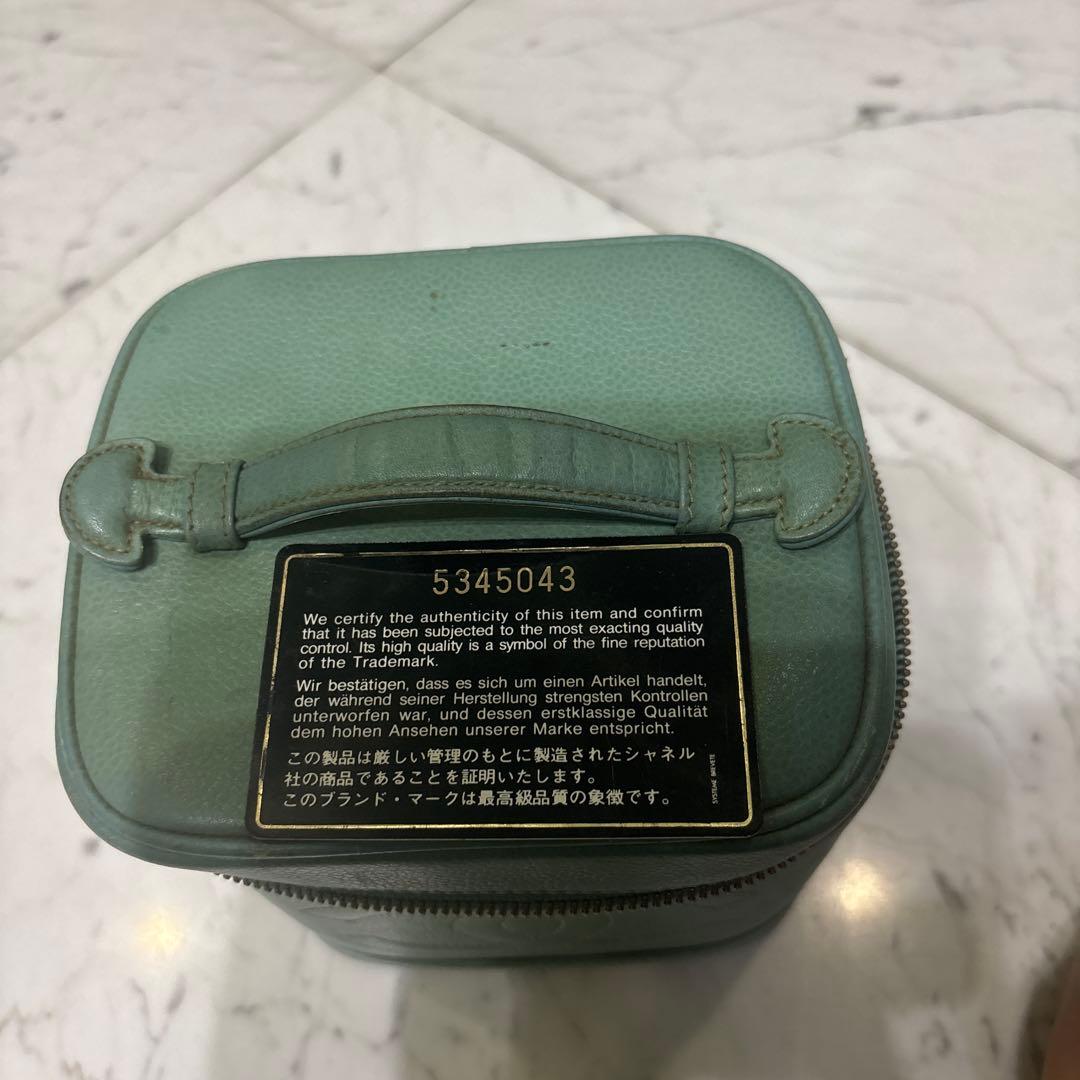 5345043
We certify the authenticity of this item and confirm
that it has been subjected to the most exacting quality
control. Its high quality is a symbol of the fine reputation
of the Trademark.
Wir bestätigen, dass es sich um einen Artikel handelt,
der während seiner Herstellung strengsten Kontrollen
unterworfen war, und dessen erstklassige Qualität
dem hohen Ansehen unserer Marke entspricht.
この製品は厳しい管理のもとに製造されたシャネル
社の商品であることを証明いたします。
このブランド・マークは最高級品質の象徴です。
SYSTEME BREVETE